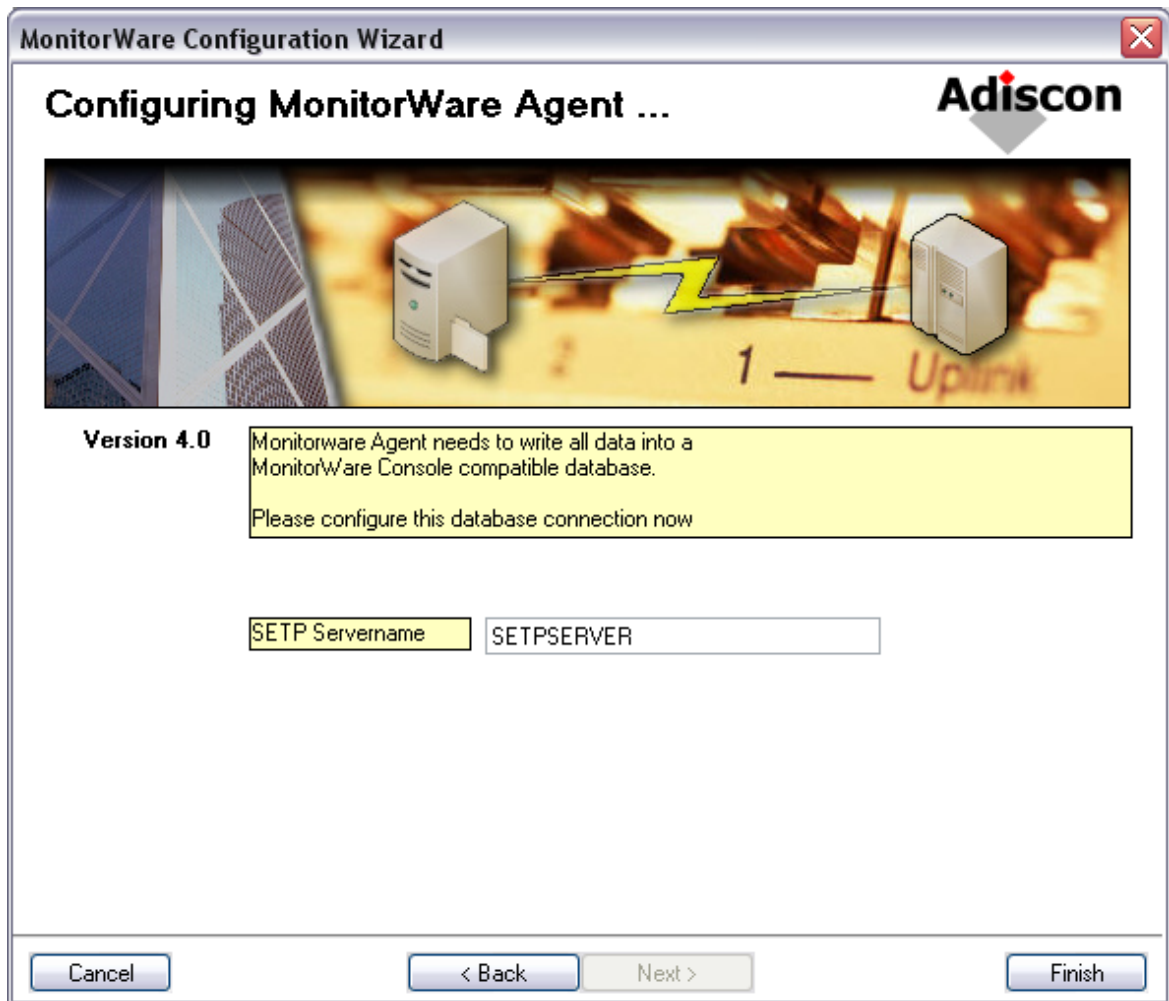 MonitorWare Configuration Wizard
Configuring MonitorWare Agent ...
Adiscon
2
1
Uplink
Version 4.0
Monitorware Agent needs to write all data into a
MonitorWare Console compatible database.
Please configure this database connection now
SETP Servername
SETPSERVER
Cancel
< Back
Next >
Finish